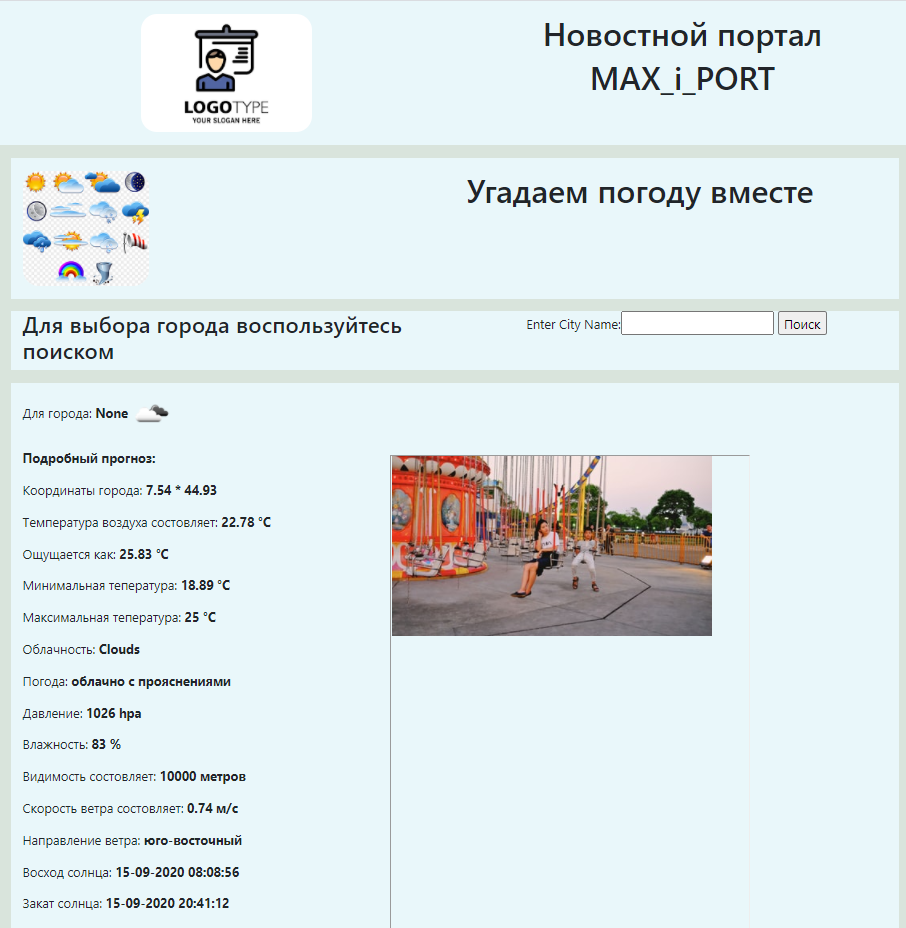 LOGOTYPE
YOUR SLOGAN HERE
Новостной портал
MAX_i_PORT
Угадаем погоду вместе
Для выбора города воспользуйтесь
поиском
Enter City Name: Поиск
Для города: None
Подробный прогноз:
Координаты города: 7.54 * 44.93
Температура воздуха состовляет: 22.78 °C
Ощущается как: 25.83 °C
Минимальная тепература: 18.89 °C
Максимальная тепература: 25 °C
Облачность: Clouds
Погода: облачно с прояснениями
Давление: 1026 hpa
Влажность: 83 %
Видимость состовляет: 10000 метров
Скорость ветра состовляет: 0.74 м/с
Направление ветра: юго-восточный
Восход солнца: 15-09-2020 08:08:56
Закат солнца: 15-09-2020 20:41:12